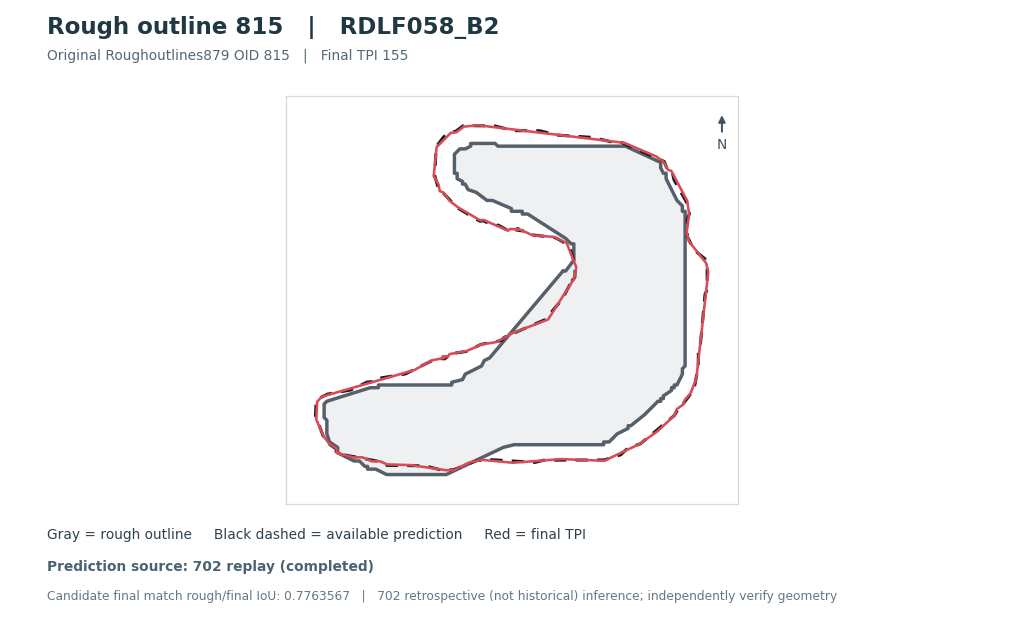 Rough outline 815   |   RDLF058_B2
Original Roughoutlines879 OID 815   |   Final TPI 155
N
Gray = rough outline     Black dashed = available prediction     Red = final TPI
Prediction source: 702 replay (completed)
Candidate final match rough/final IoU: 0.7763567   |   702 retrospective (not historical) inference; independently verify geometry